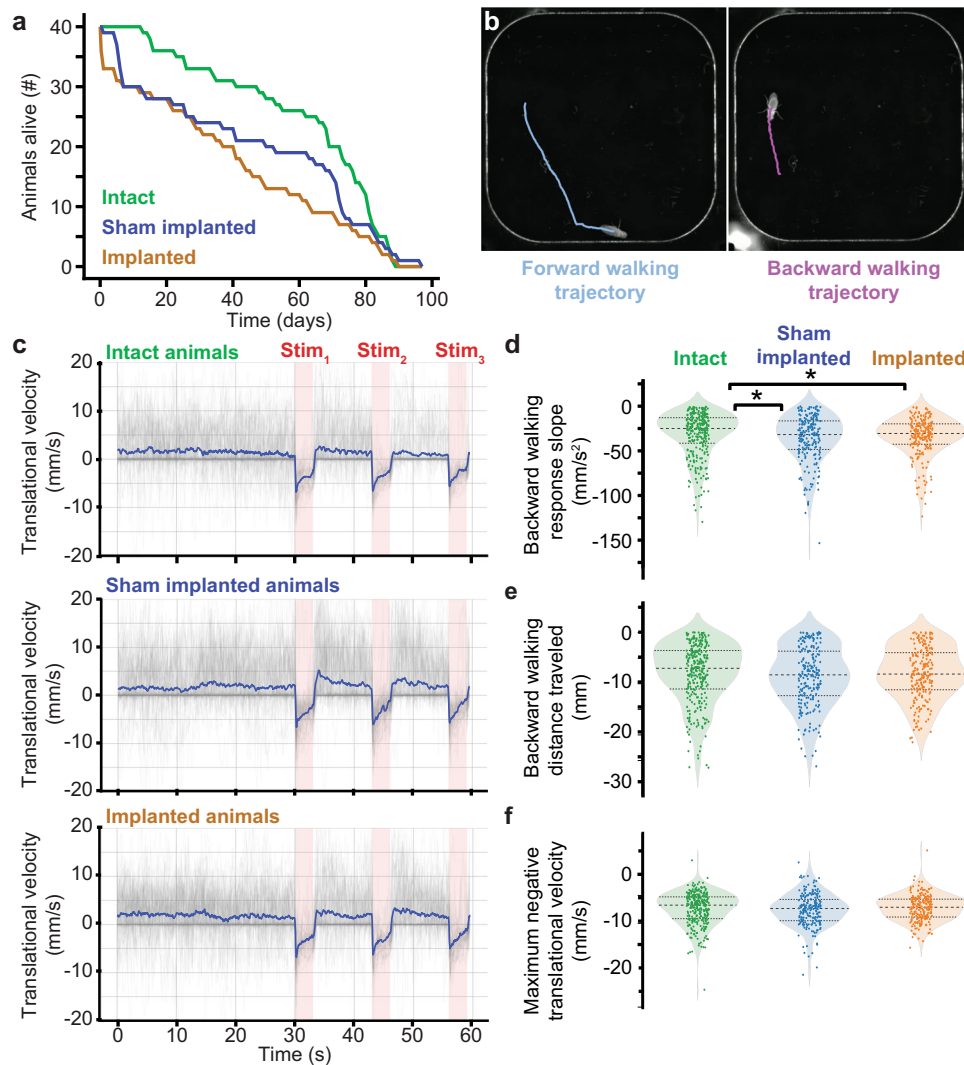 a
40
30
20
10
0
Animals alive (#)
Intact
Sham implanted
Implanted
0 20 40 60 80 100
Time (days)
b
Forward walking
trajectory
Backward walking
trajectory
c
Intact animals
Stim1 Stim2 Stim3
20
10
0
-10
-20
Translational velocity
(mm/s)
Sham implanted animals
20
10
0
-10
-20
Translational velocity
(mm/s)
Implanted animals
20
10
0
-10
-20
Translational velocity
(mm/s)
0 10 20 30 40 50 60
Time (s)
d
Intact
Sham
implanted
Implanted
*
*
0
-50
-100
-150
Backward walking
response slope
(mm/s²)
e
0
-10
-20
-30
Backward walking
distance traveled
(mm)
f
0
-10
-20
Maximum negative
translational velocity
(mm/s)